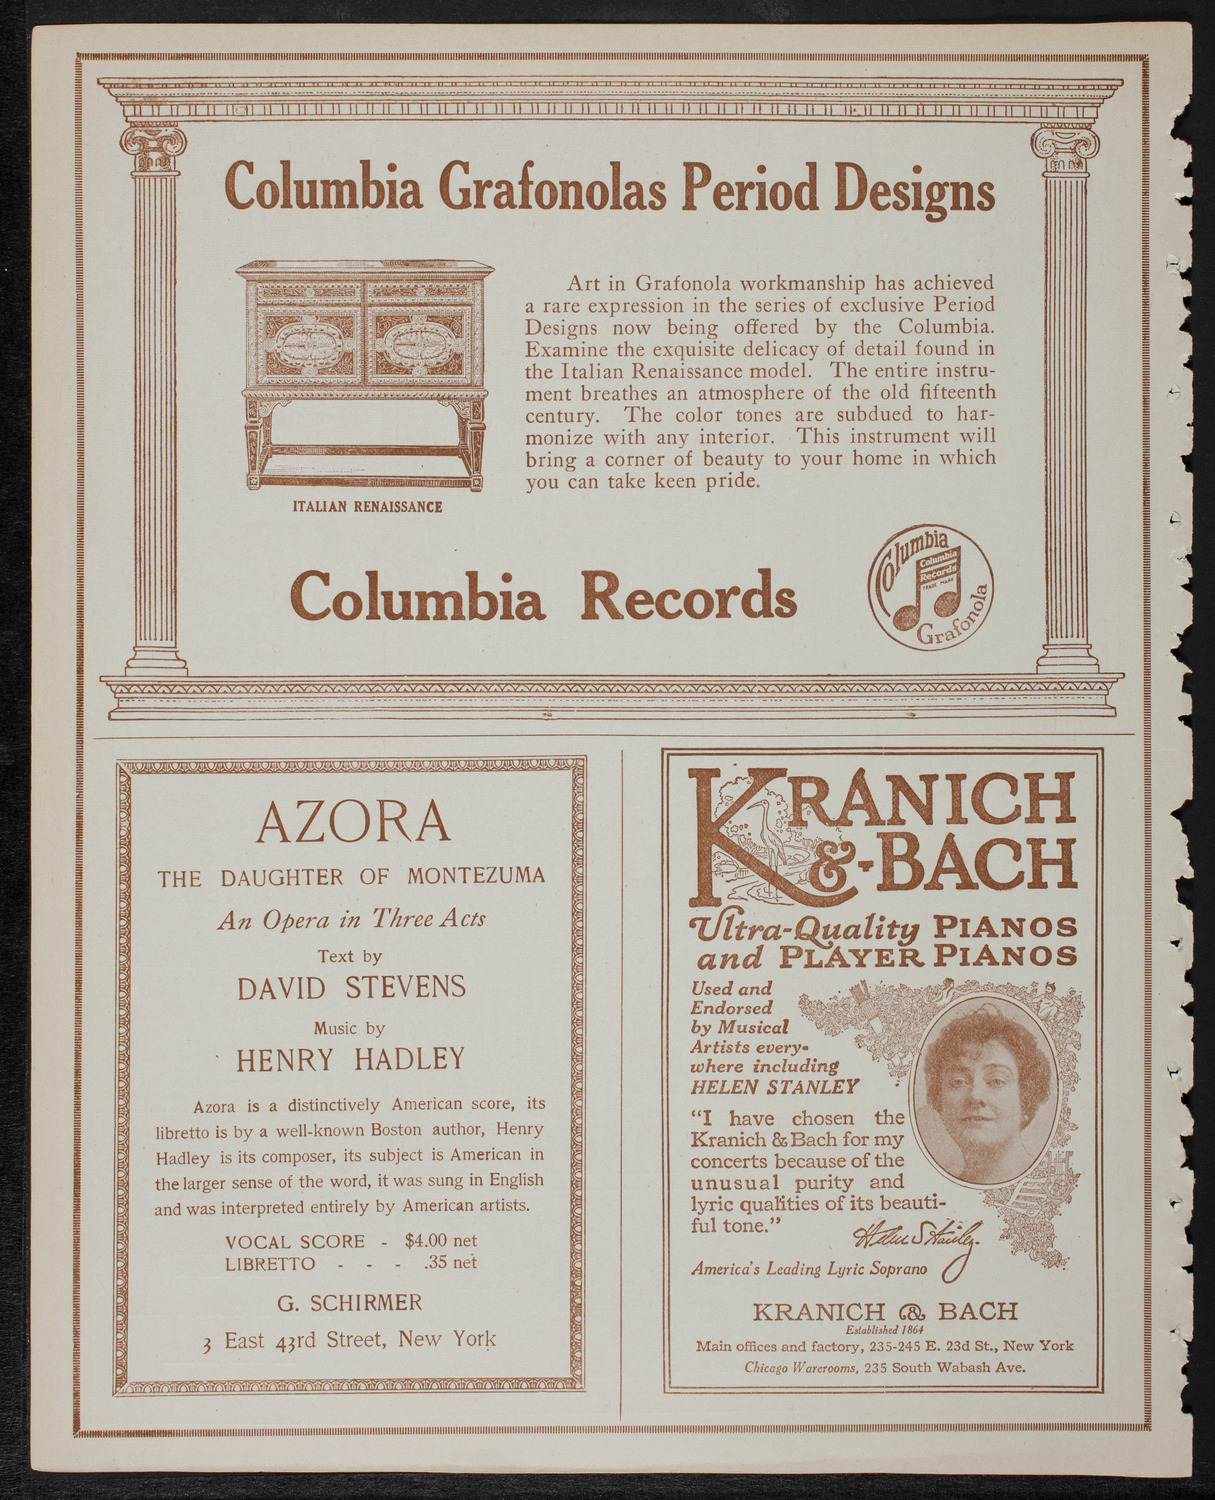 Columbia Grafonolas Period Designs
Art in Grafonola workmanship has achieved
a rare expression in the series of exclusive Period
Designs now being offered by the Columbia.
Examine the exquisite delicacy of detail found in
the Italian Renaissance model. The entire instru-
ment breathes an atmosphere of the old fifteenth
century. The color tones are subdued to har-
monize with any interior. This instrument will
bring a corner of beauty to your home in which
you can take keen pride.
ITALIAN RENAISSANCE
Columbia Records
Columbia
Columbia
Records
TRADE MARK
Grafonola
AZORA
THE DAUGHTER OF MONTEZUMA
An Opera in Three Acts
Text by
DAVID STEVENS
Music by
HENRY HADLEY
Azora is a distinctively American score, its
libretto is by a well-known Boston author, Henry
Hadley is its composer, its subject is American in
the larger sense of the word, it was sung in English
and was interpreted entirely by American artists.
VOCAL SCORE - $4.00 net
LIBRETTO - - - .35 net
G. SCHIRMER
3 East 43rd Street, New York
KRANICH
&-BACH
Ultra-Quality PIANOS
and PLAYER PIANOS
Used and
Endorsed
by Musical
Artists every-
where including
HELEN STANLEY
"I have chosen the
Kranich & Bach for my
concerts because of the
unusual purity and
lyric qualities of its beauti-
ful tone."
Helen Stanley.
America's Leading Lyric Soprano
KRANICH & BACH
Established 1864
Main offices and factory, 235-245 E. 23d St., New York
Chicago Warerooms, 235 South Wabash Ave.